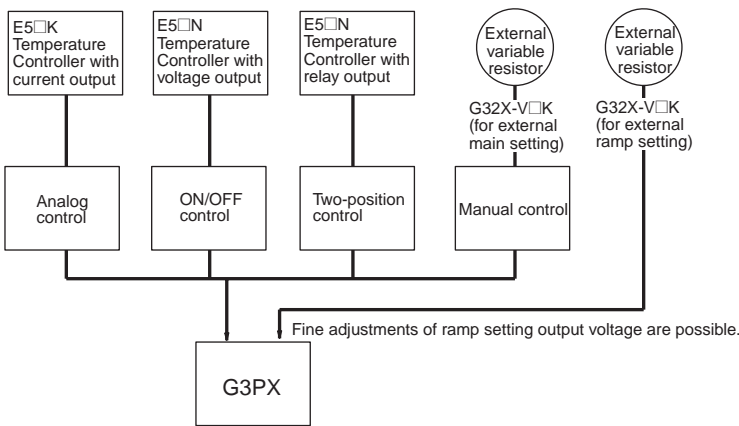 E5□K
Temperature
Controller with
current output
E5□N
Temperature
Controller with
voltage output
E5□N
Temperature
Controller with
relay output
External
variable
resistor
External
variable
resistor
G32X-V□K
(for external
main setting)
G32X-V□K
(for external
ramp setting)
Analog
control
ON/OFF
control
Two-position
control
Manual control
Fine adjustments of ramp setting output voltage are possible.
G3PX